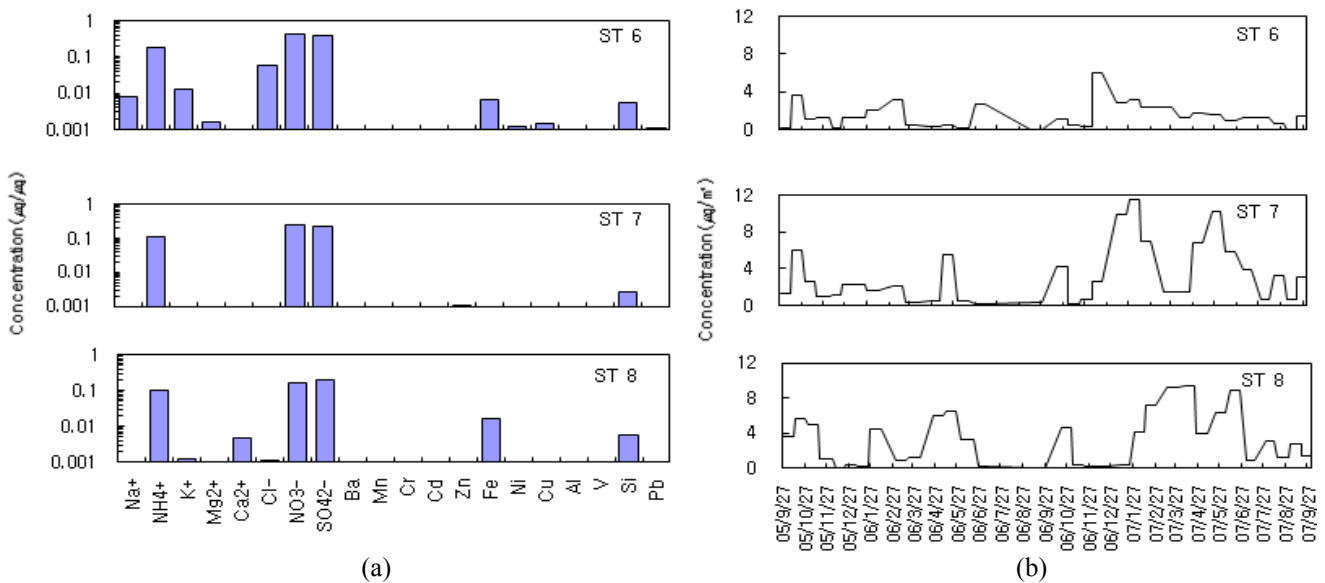 1
0.1
0.01
0.001
ST 6
1
0.1
0.01
0.001
ST 7
1
0.1
0.01
0.001
ST 8
Concentration(㎍/㎍)
Na+
NH4+
K+
Mg2+
Ca2+
Cl-
NO3-
SO42-
Ba
Mn
Cr
Cd
Zn
Fe
Ni
Cu
Al
V
Si
Pb
(a)
12
8
4
0
ST 6
12
8
4
0
ST 7
12
8
4
0
ST 8
Concentration(㎍/㎥)
05/9/27
05/10/27
05/11/27
05/12/27
06/1/27
06/2/27
06/3/27
06/4/27
06/5/27
06/6/27
06/7/27
06/8/27
06/9/27
06/10/27
06/11/27
06/12/27
07/1/27
07/2/27
07/3/27
07/4/27
07/5/27
07/6/27
07/7/27
07/8/27
07/9/27
(b)